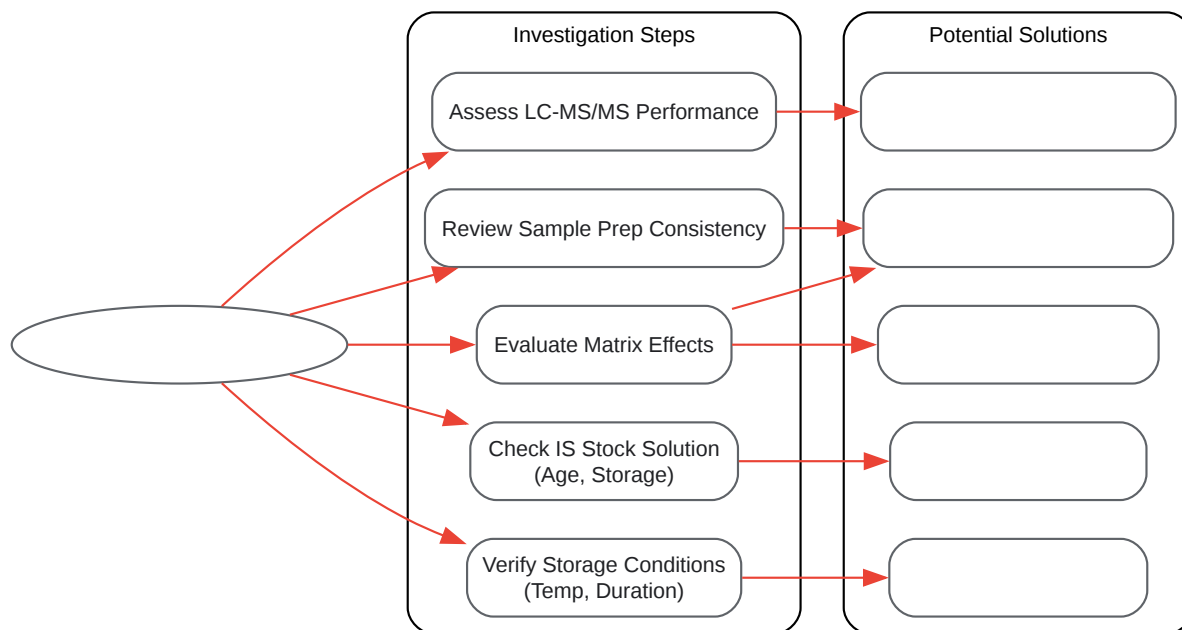 Investigation Steps
Potential Solutions
Assess LC-MS/MS Performance
Review Sample Prep Consistency
Evaluate Matrix Effects
Check IS Stock Solution
(Age, Storage)
Verify Storage Conditions
(Temp, Duration)